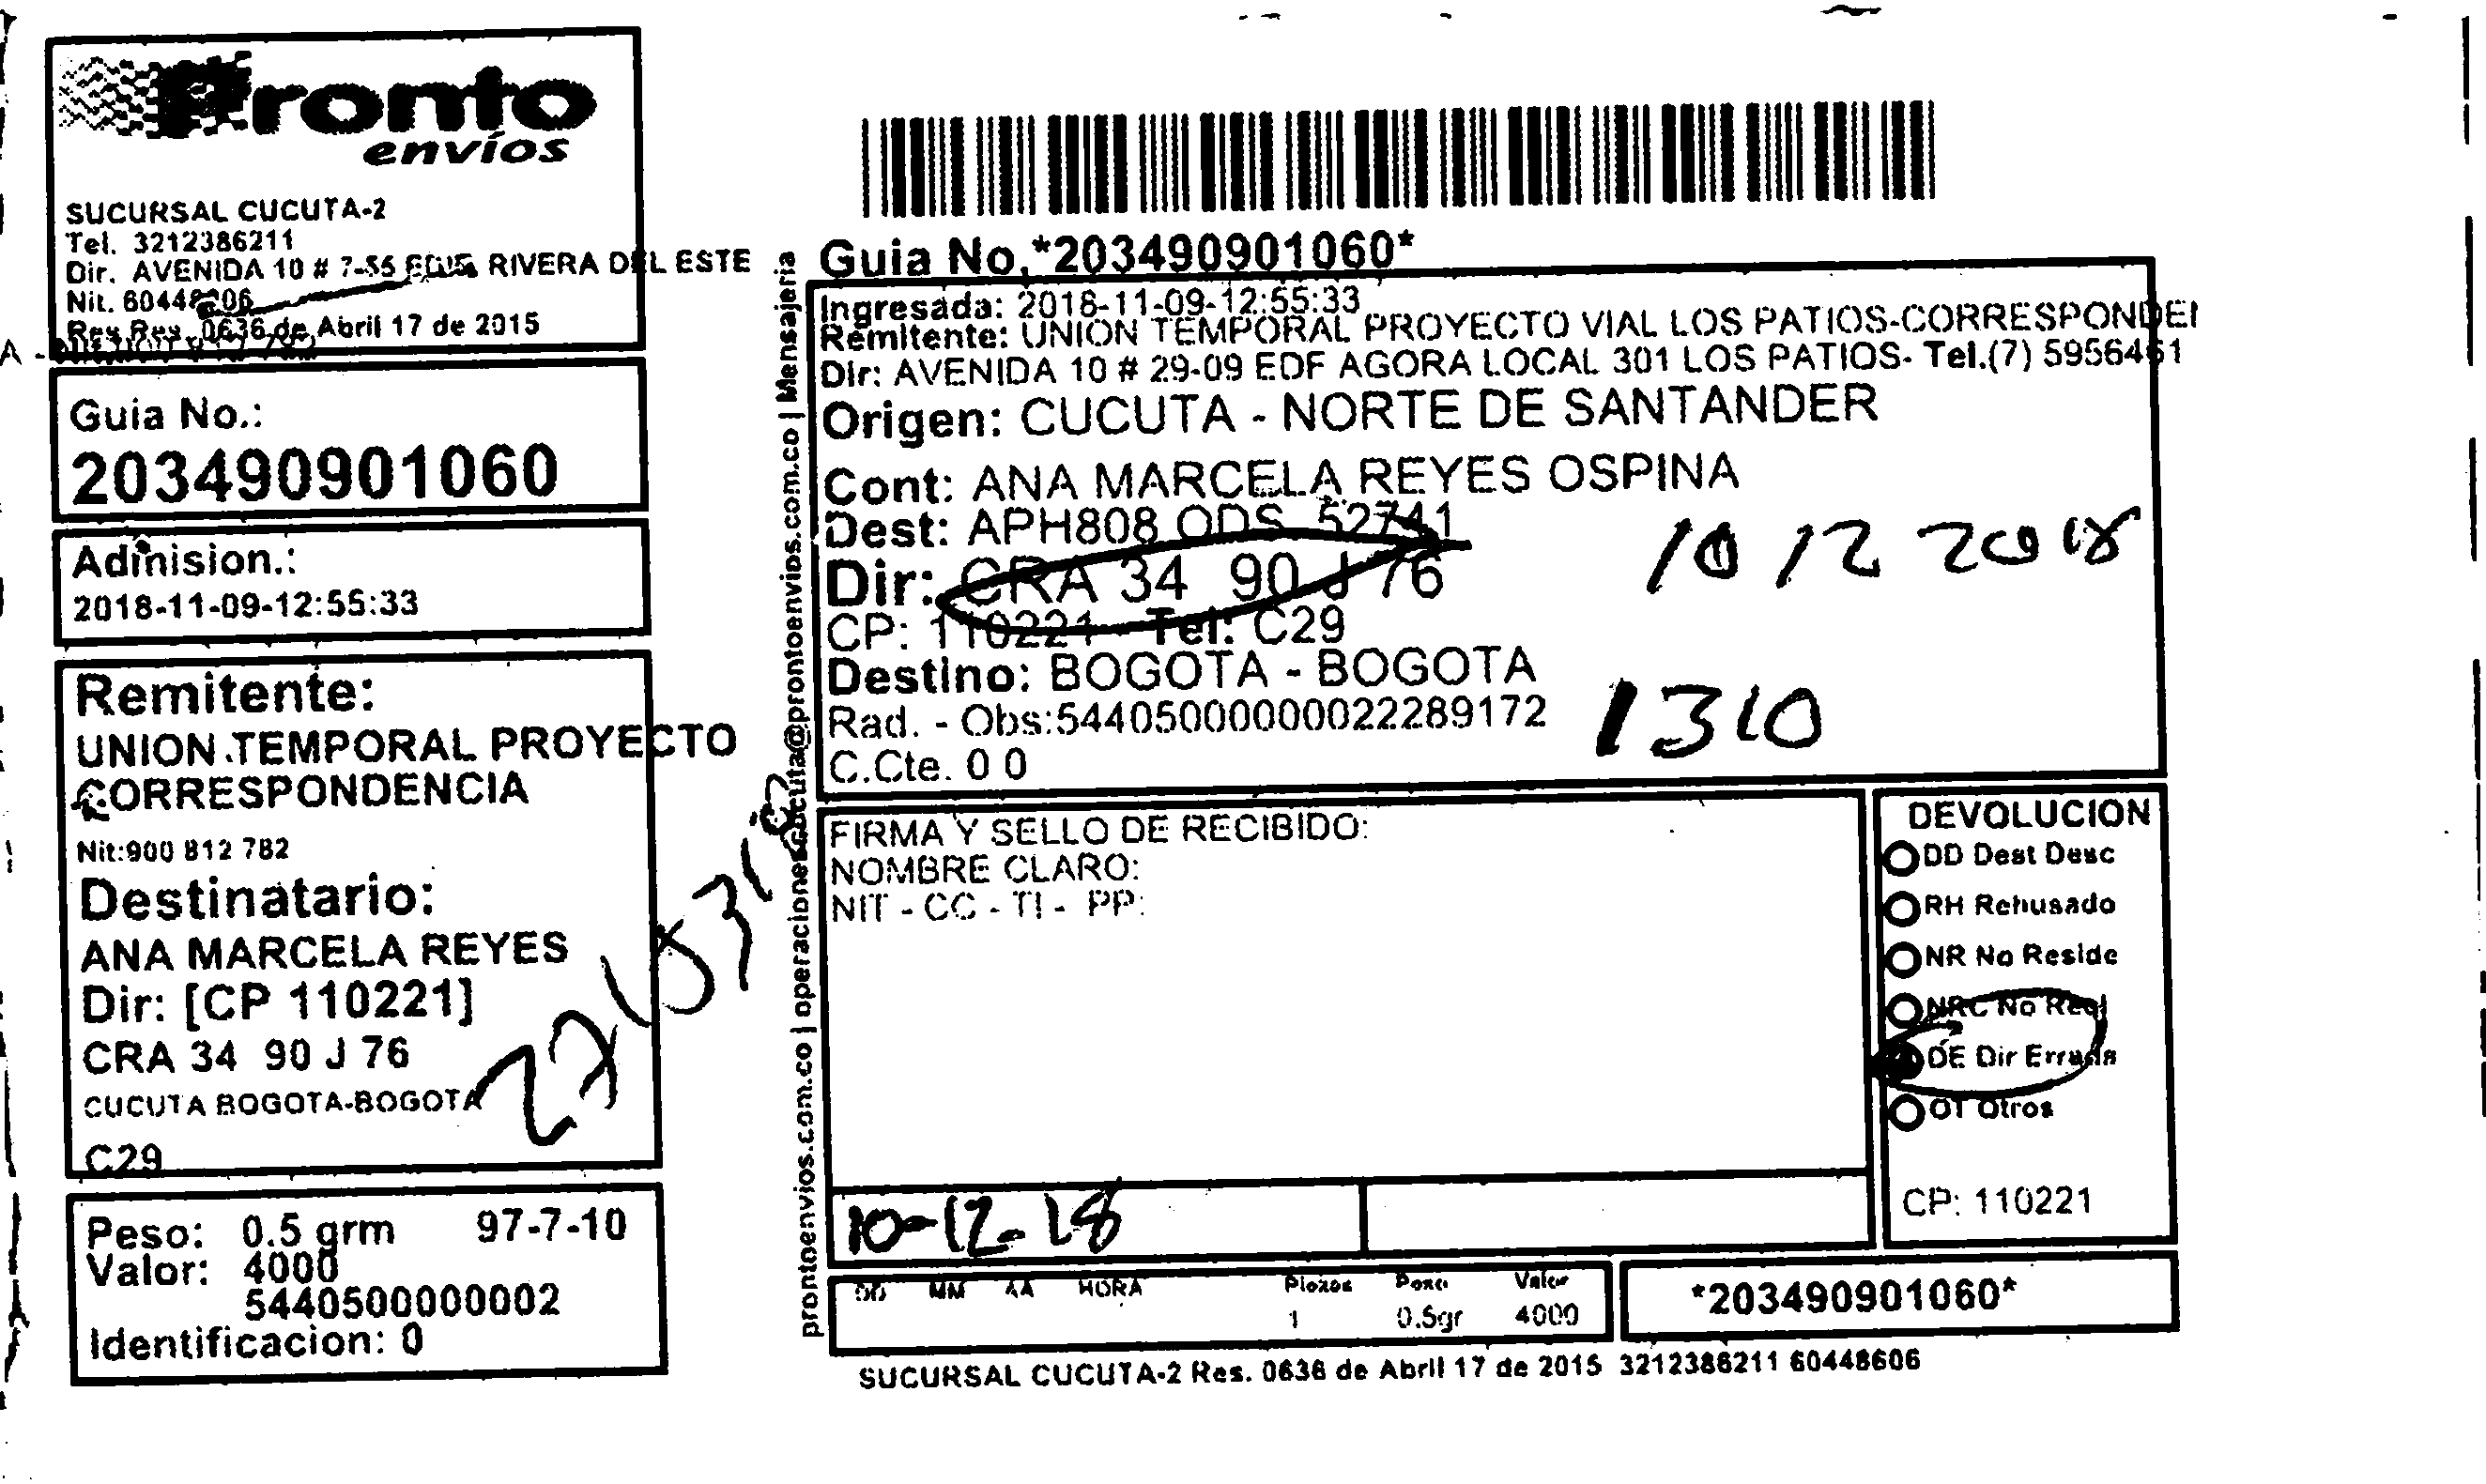 Pronto
envíos
SUCURSAL CUCUTA-2
Tel. 3212386211
Dir. AVENIDA 10 # 7-55 RIVERA DEL ESTE
Nit. 60448606
Res Res. 0636 de Abril 17 de 2015
Guia No.:
203490901060
Admision.:
2018-11-09-12:55:33
Remitente:
UNION TEMPORAL PROYECTO
CORRESPONDENCIA
Nit:900 812 782
Destinatario:
ANA MARCELA REYES
Dir: [CP 110221]
CRA 34 90 J 76
CUCUTA BOGOTA-BOGOTA
C29
Peso: 0.5 grm 97-7-10
Valor: 4000
5440500000002
Identificacion: 0
prontoenvios.com.co | operacionescucuta@prontoenvios.com.co | Mensajeria
Guia No.*203490901060*
Ingresada: 2018-11-09-12:55:33
Remitente: UNION TEMPORAL PROYECTO VIAL LOS PATIOS-CORRESPONDEN
Dir: AVENIDA 10 # 29-09 EDF AGORA LOCAL 301 LOS PATIOS- Tel.(7) 5956461
Origen: CUCUTA - NORTE DE SANTANDER
Cont: ANA MARCELA REYES OSPINA
Dest: APH808 ODS 52741
Dir: CRA 34 90 J 76
10 12 2018
CP: 110221 Tel: C29
Destino: BOGOTA - BOGOTA
Rad. - Obs:544050000000022289172
1310
C.Cte. 0 0
FIRMA Y SELLO DE RECIBIDO:
NOMBRE CLARO:
NIT - CC - TI - PP:
10-12-18
DEVOLUCION
DD Dest Desc
RH Rehusado
NR No Reside
NRC No Recl
DE Dir Errada
OT Otros
CP: 110221
DD MM AA HORA Piezas Peso Valor
1 0.5gr 4000
*203490901060*
SUCURSAL CUCUTA-2 Res. 0636 de Abril 17 de 2015 3212386211 60448606